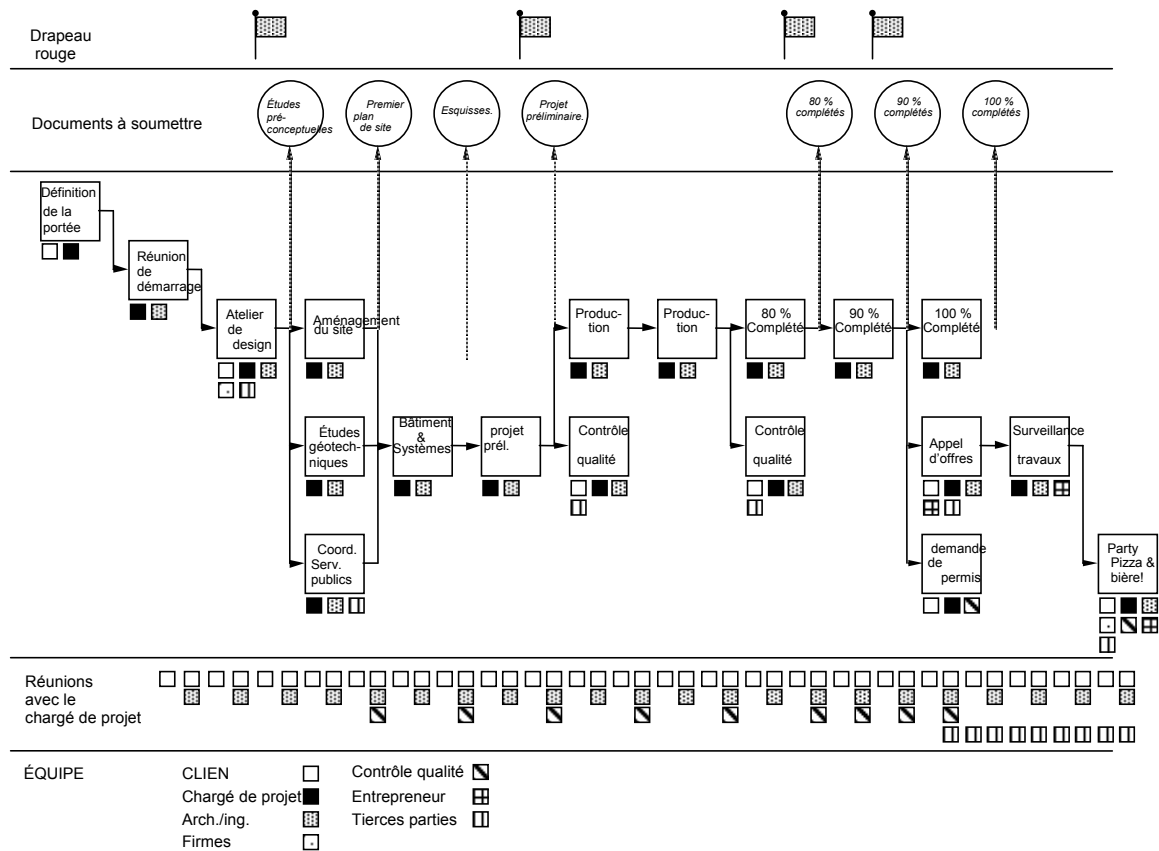 Drapeau
rouge
Documents à soumettre
Études
pré-
conceptuelles
Premier
plan
de site
Esquisses.
Projet
préliminaire.
80 %
complétés
90 %
complétés
100 %
complétés
Définition
de la
portée
Réunion
de
démarrage
Atelier
de
design
Aménagement
du site
Produc-
tion
Produc-
tion
80 %
Complété
90 %
Complété
100 %
Complété
Études
géotech-
niques
Bâtiment
&
Systèmes
projet
prél.
Contrôle
qualité
Contrôle
qualité
Appel
d'offres
Surveillance
travaux
Coord.
Serv.
publics
demande
de
permis
Party
Pizza &
bière!
Réunions
avec le
chargé de projet
ÉQUIPE
CLIEN
Chargé de projet
Arch./ing.
Firmes
Contrôle qualité
Entrepreneur
Tierces parties